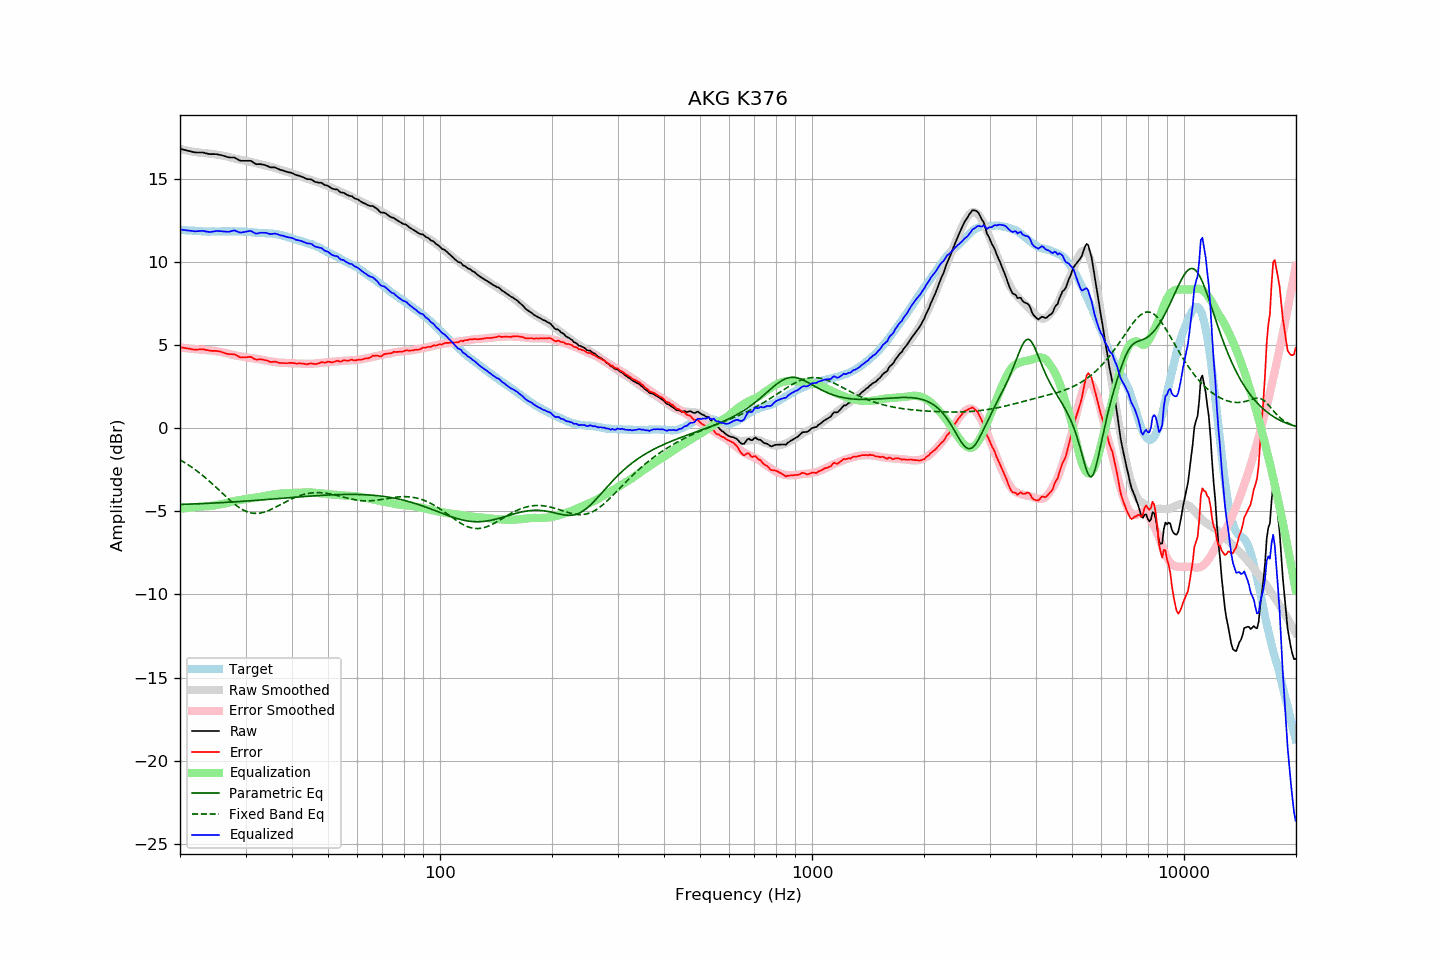 AKG K376
15
10
5
0
−5
−10
−15
−20
−25
Amplitude (dBr)
100
1000
10000
Frequency (Hz)
Target
Raw Smoothed
Error Smoothed
Raw
Error
Equalization
Parametric Eq
Fixed Band Eq
Equalized